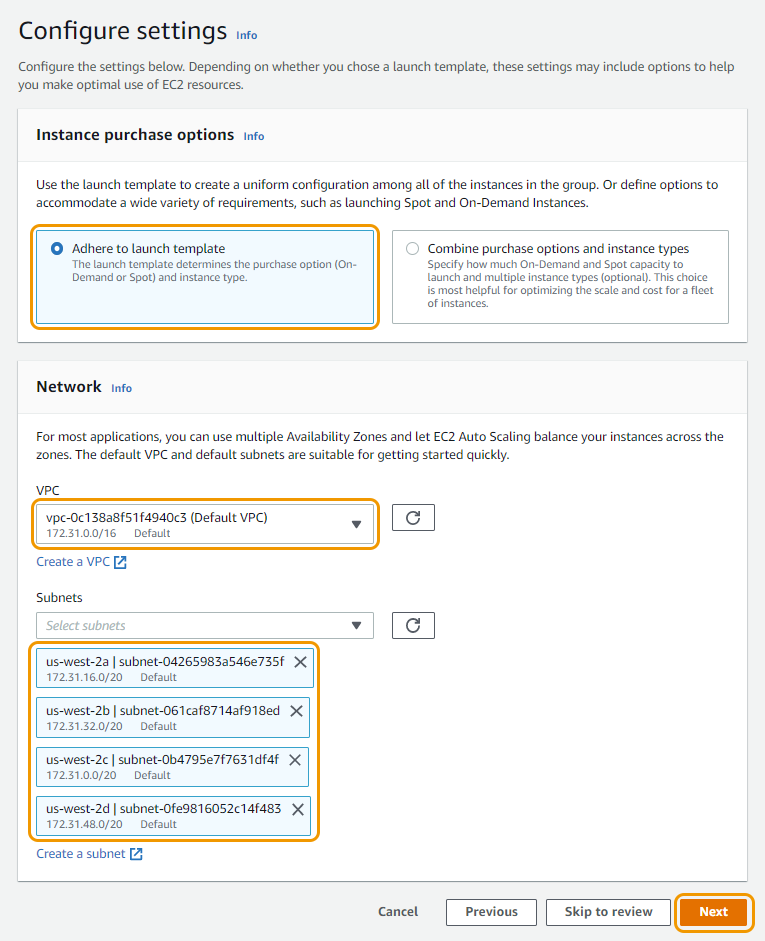 Configure settings Info
Configure the settings below. Depending on whether you chose a launch template, these settings may include options to help
you make optimal use of EC2 resources.
Instance purchase options Info
Use the launch template to create a uniform configuration among all of the instances in the group. Or define options to
accommodate a wide variety of requirements, such as launching Spot and On-Demand Instances.
Adhere to launch template
The launch template determines the purchase option (On-
Demand or Spot) and instance type.
Combine purchase options and instance types
Specify how much On-Demand and Spot capacity to
launch and multiple instance types (optional). This choice
is most helpful for optimizing the scale and cost for a fleet
of instances.
Network Info
For most applications, you can use multiple Availability Zones and let EC2 Auto Scaling balance your instances across the
zones. The default VPC and default subnets are suitable for getting started quickly.
VPC
vpc-0c138a8f51f4940c3 (Default VPC)
172.31.0.0/16 Default
Create a VPC
Subnets
Select subnets
us-west-2a | subnet-04265983a546e735f
172.31.16.0/20 Default
us-west-2b | subnet-061caf8714af918ed
172.31.32.0/20 Default
us-west-2c | subnet-0b4795e7f7631df4f
172.31.0.0/20 Default
us-west-2d | subnet-0fe9816052c14f483
172.31.48.0/20 Default
Create a subnet
Cancel Previous Skip to review Next